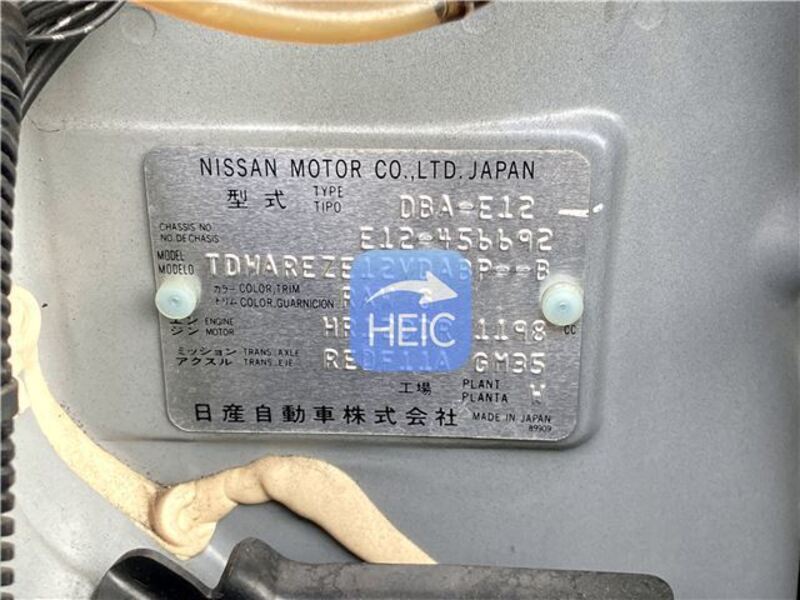 NISSAN MOTOR CO.,LTD. JAPAN
型式 TYPE TIPO DBA-E12
CHASSIS NO. NO. DE CHASIS E12-456692
MODEL MODELO
カラー トリム COLOR, TRIM COLOR, GUARNICION
エンジン ENGINE MOTOR 1198 CC
ミッション アクスル TRANS. AXLE TRANS. EJE GM35
工場 PLANT PLANTA
日産自動車株式会社 MADE IN JAPAN
89909
HEIC